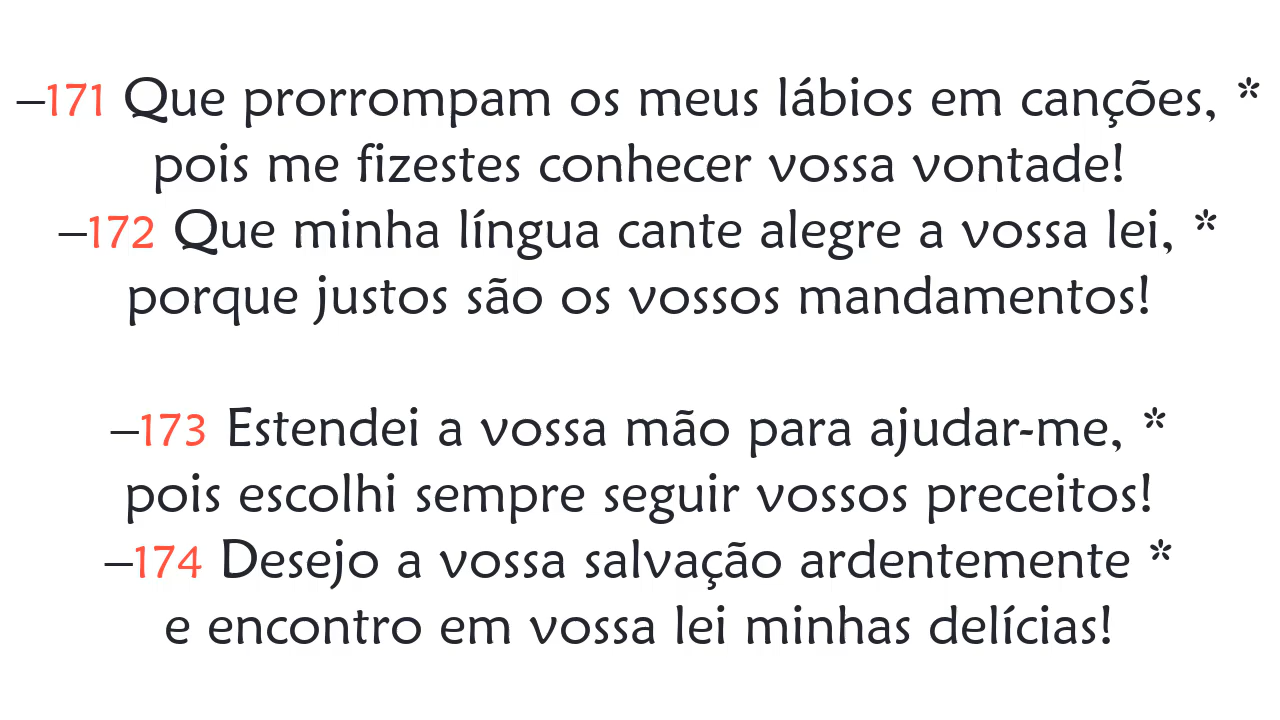 –171 Que prorrompam os meus lábios em canções, *
pois me fizestes conhecer vossa vontade!
–172 Que minha língua cante alegre a vossa lei, *
porque justos são os vossos mandamentos!
–173 Estendei a vossa mão para ajudar-me, *
pois escolhi sempre seguir vossos preceitos!
–174 Desejo a vossa salvação ardentemente *
e encontro em vossa lei minhas delícias!